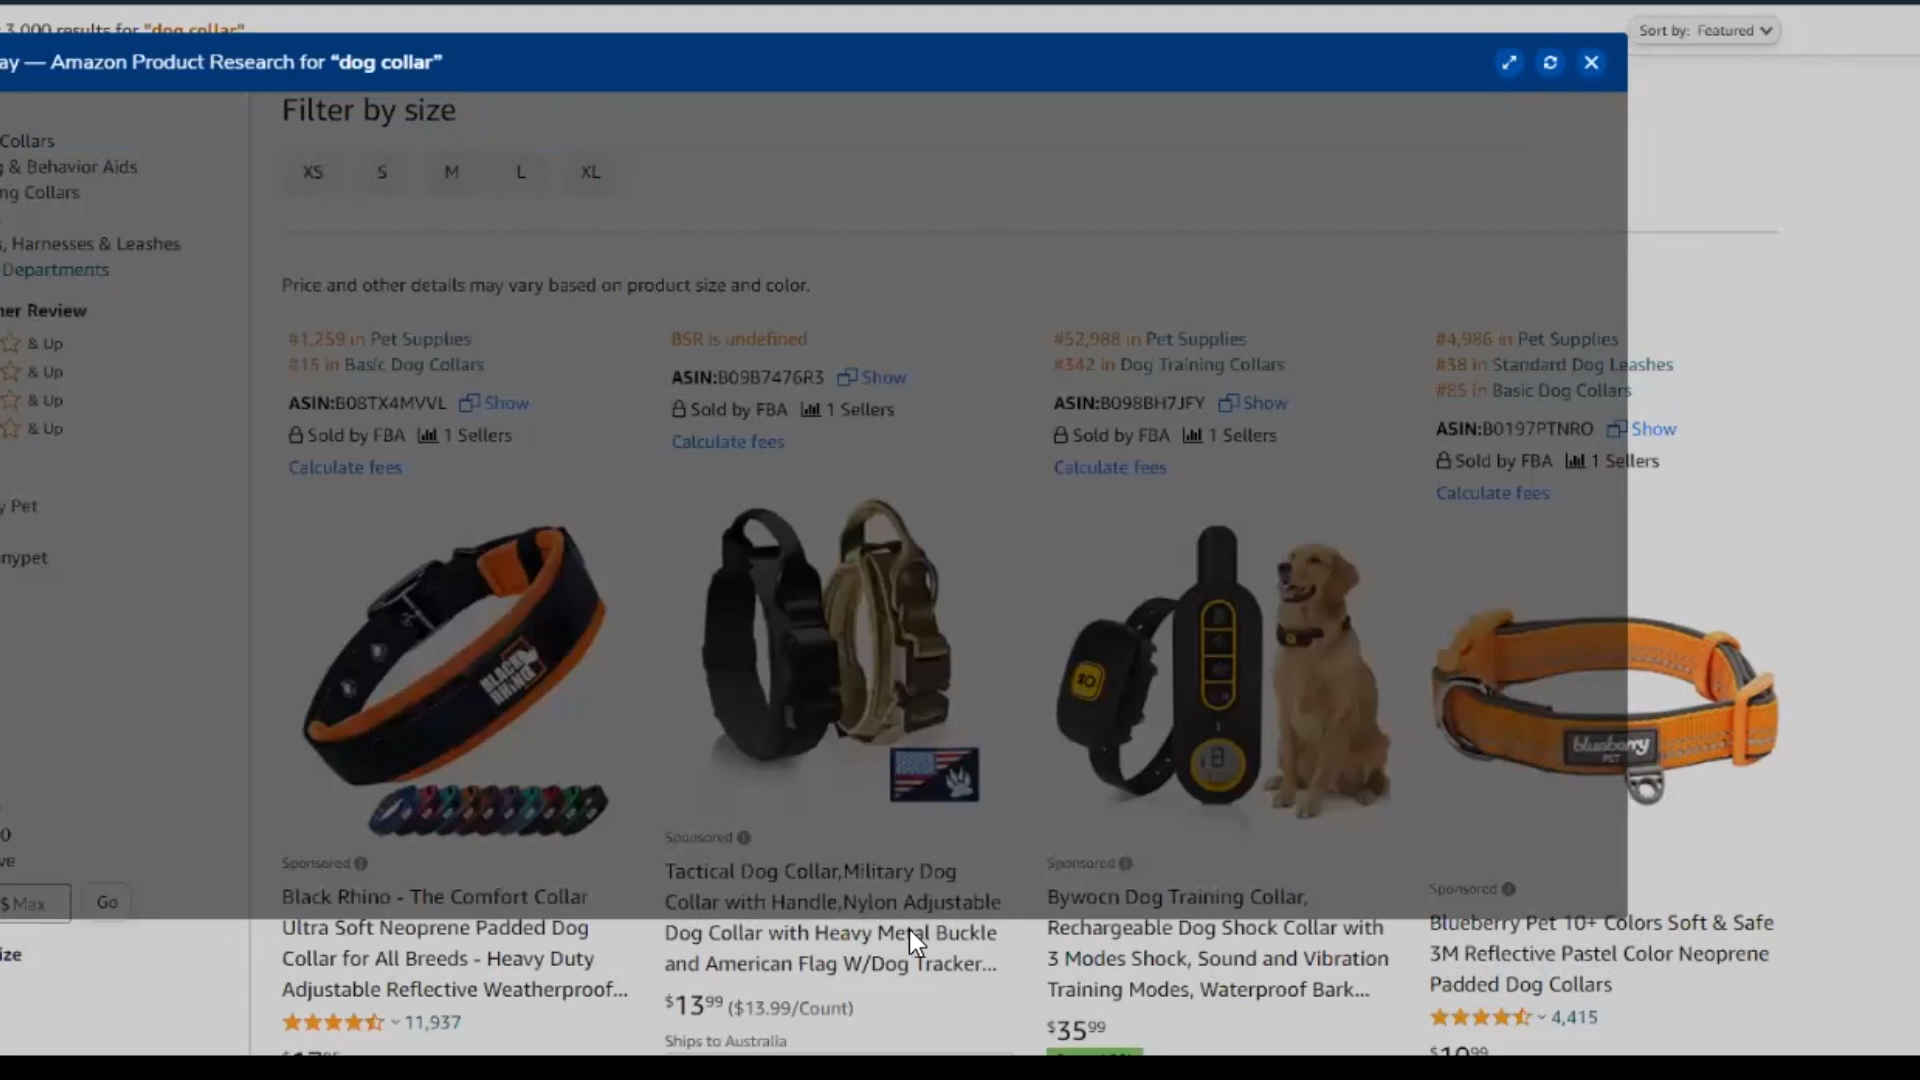 3,000 results for "dog collar"
Sort by: Featured
ay — Amazon Product Research for “dog collar”
Filter by size
XS S M L XL
Collars
g & Behavior Aids
ng Collars
s, Harnesses & Leashes
Departments
ner Review
& Up
& Up
& Up
& Up
y Pet
nypet
0
ve
$ Max Go
ize
Price and other details may vary based on product size and color.
#1,259 in Pet Supplies
#15 in Basic Dog Collars
ASIN:B08TX4MVVL Show
Sold by FBA 1 Sellers
Calculate fees
BLACK RHINO
Sponsored
Black Rhino - The Comfort Collar
Ultra Soft Neoprene Padded Dog
Collar for All Breeds - Heavy Duty
Adjustable Reflective Weatherproof...
11,937
BSR is undefined
ASIN:B09B7476R3 Show
Sold by FBA 1 Sellers
Calculate fees
Sponsored
Tactical Dog Collar,Military Dog
Collar with Handle,Nylon Adjustable
Dog Collar with Heavy Metal Buckle
and American Flag W/Dog Tracker...
$13.99 ($13.99/Count)
Ships to Australia
#52,988 in Pet Supplies
#342 in Dog Training Collars
ASIN:B098BH7JFY Show
Sold by FBA 1 Sellers
Calculate fees
Sponsored
Bywocn Dog Training Collar,
Rechargeable Dog Shock Collar with
3 Modes Shock, Sound and Vibration
Training Modes, Waterproof Bark...
$35.99
#4,986 in Pet Supplies
#38 in Standard Dog Leashes
#85 in Basic Dog Collars
ASIN:B0197PTNRO Show
Sold by FBA 1 Sellers
Calculate fees
blueberry
PET
Sponsored
Blueberry Pet 10+ Colors Soft & Safe
3M Reflective Pastel Color Neoprene
Padded Dog Collars
4,415